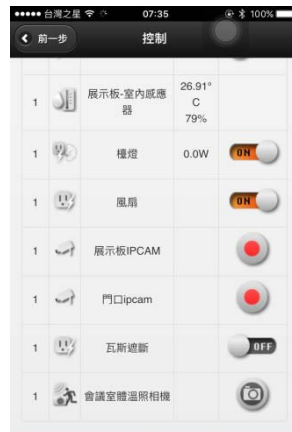 台灣之星 07:35 100%
前一步 控制
1 展示板-室內感應 26.91°
器 C
79%
1 檯燈 0.0W ON
1 風扇 ON
1 展示板IPCAM
1 門口ipcam
1 瓦斯遮斷 OFF
1 會議室體溫照相機